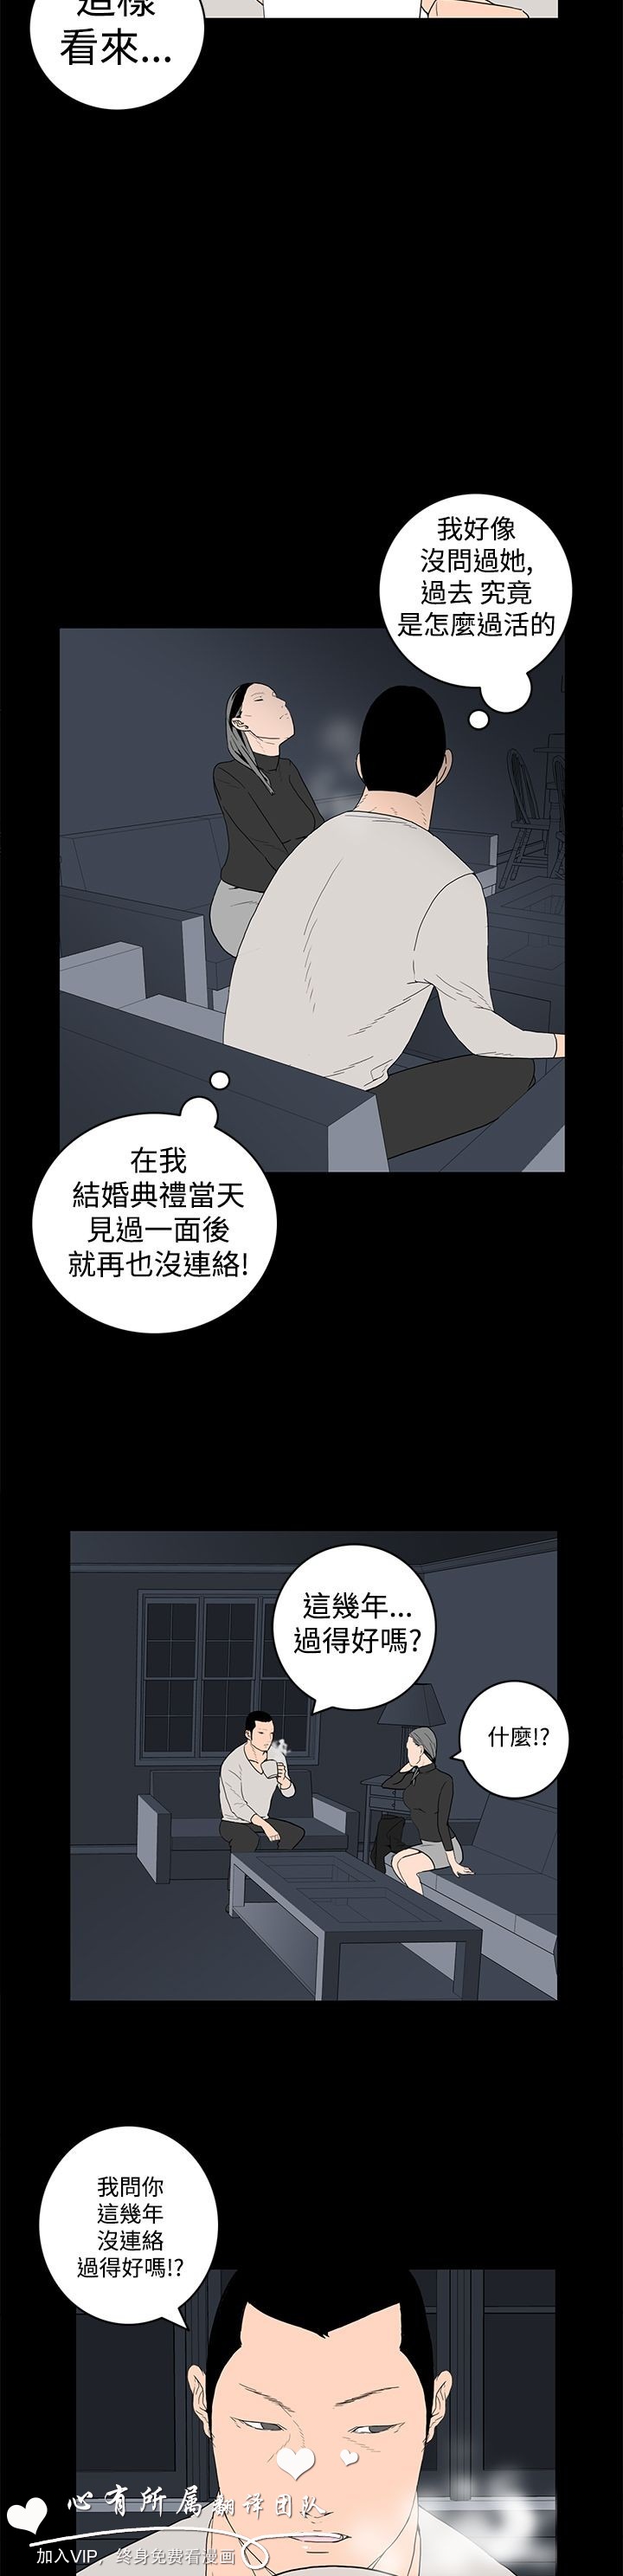 這樣
看來...
我好像
沒問過她,
過去 究竟
是怎麼過活的
在我
結婚典禮當天
見過一面後
就再也沒連絡!
這幾年...
過得好嗎?
什麼!?
我問你
這幾年
沒連絡
過得好嗎!?
心有所属翻译团队
加入VIP，终身免费看漫画